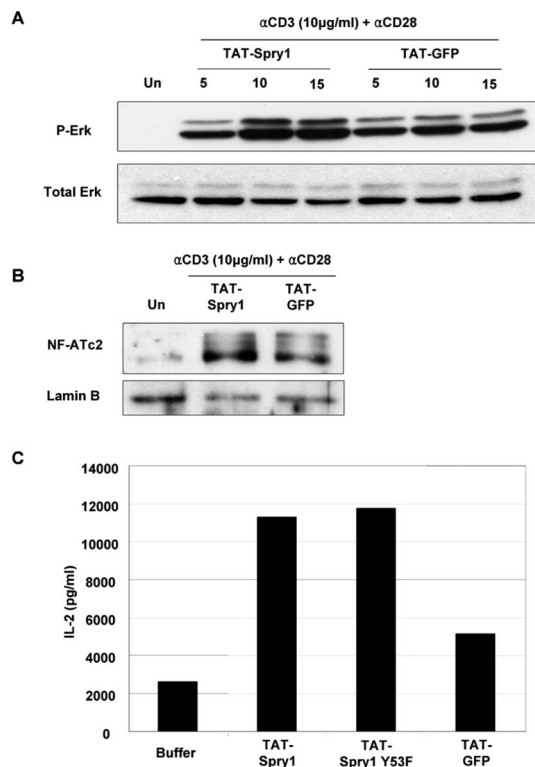 A
αCD3 (10µg/ml) + αCD28
TAT-Spry1 TAT-GFP
Un 5 10 15 5 10 15
P-Erk
Total Erk
αCD3 (10µg/ml) + αCD28
B
Un TAT- TAT-
Spry1 GFP
NF-ATc2
Lamin B
C
14000
12000
10000
8000
6000
4000
2000
0
IL-2 (pg/ml)
Buffer TAT- TAT- TAT-
Spry1 Spry1 Y53F GFP